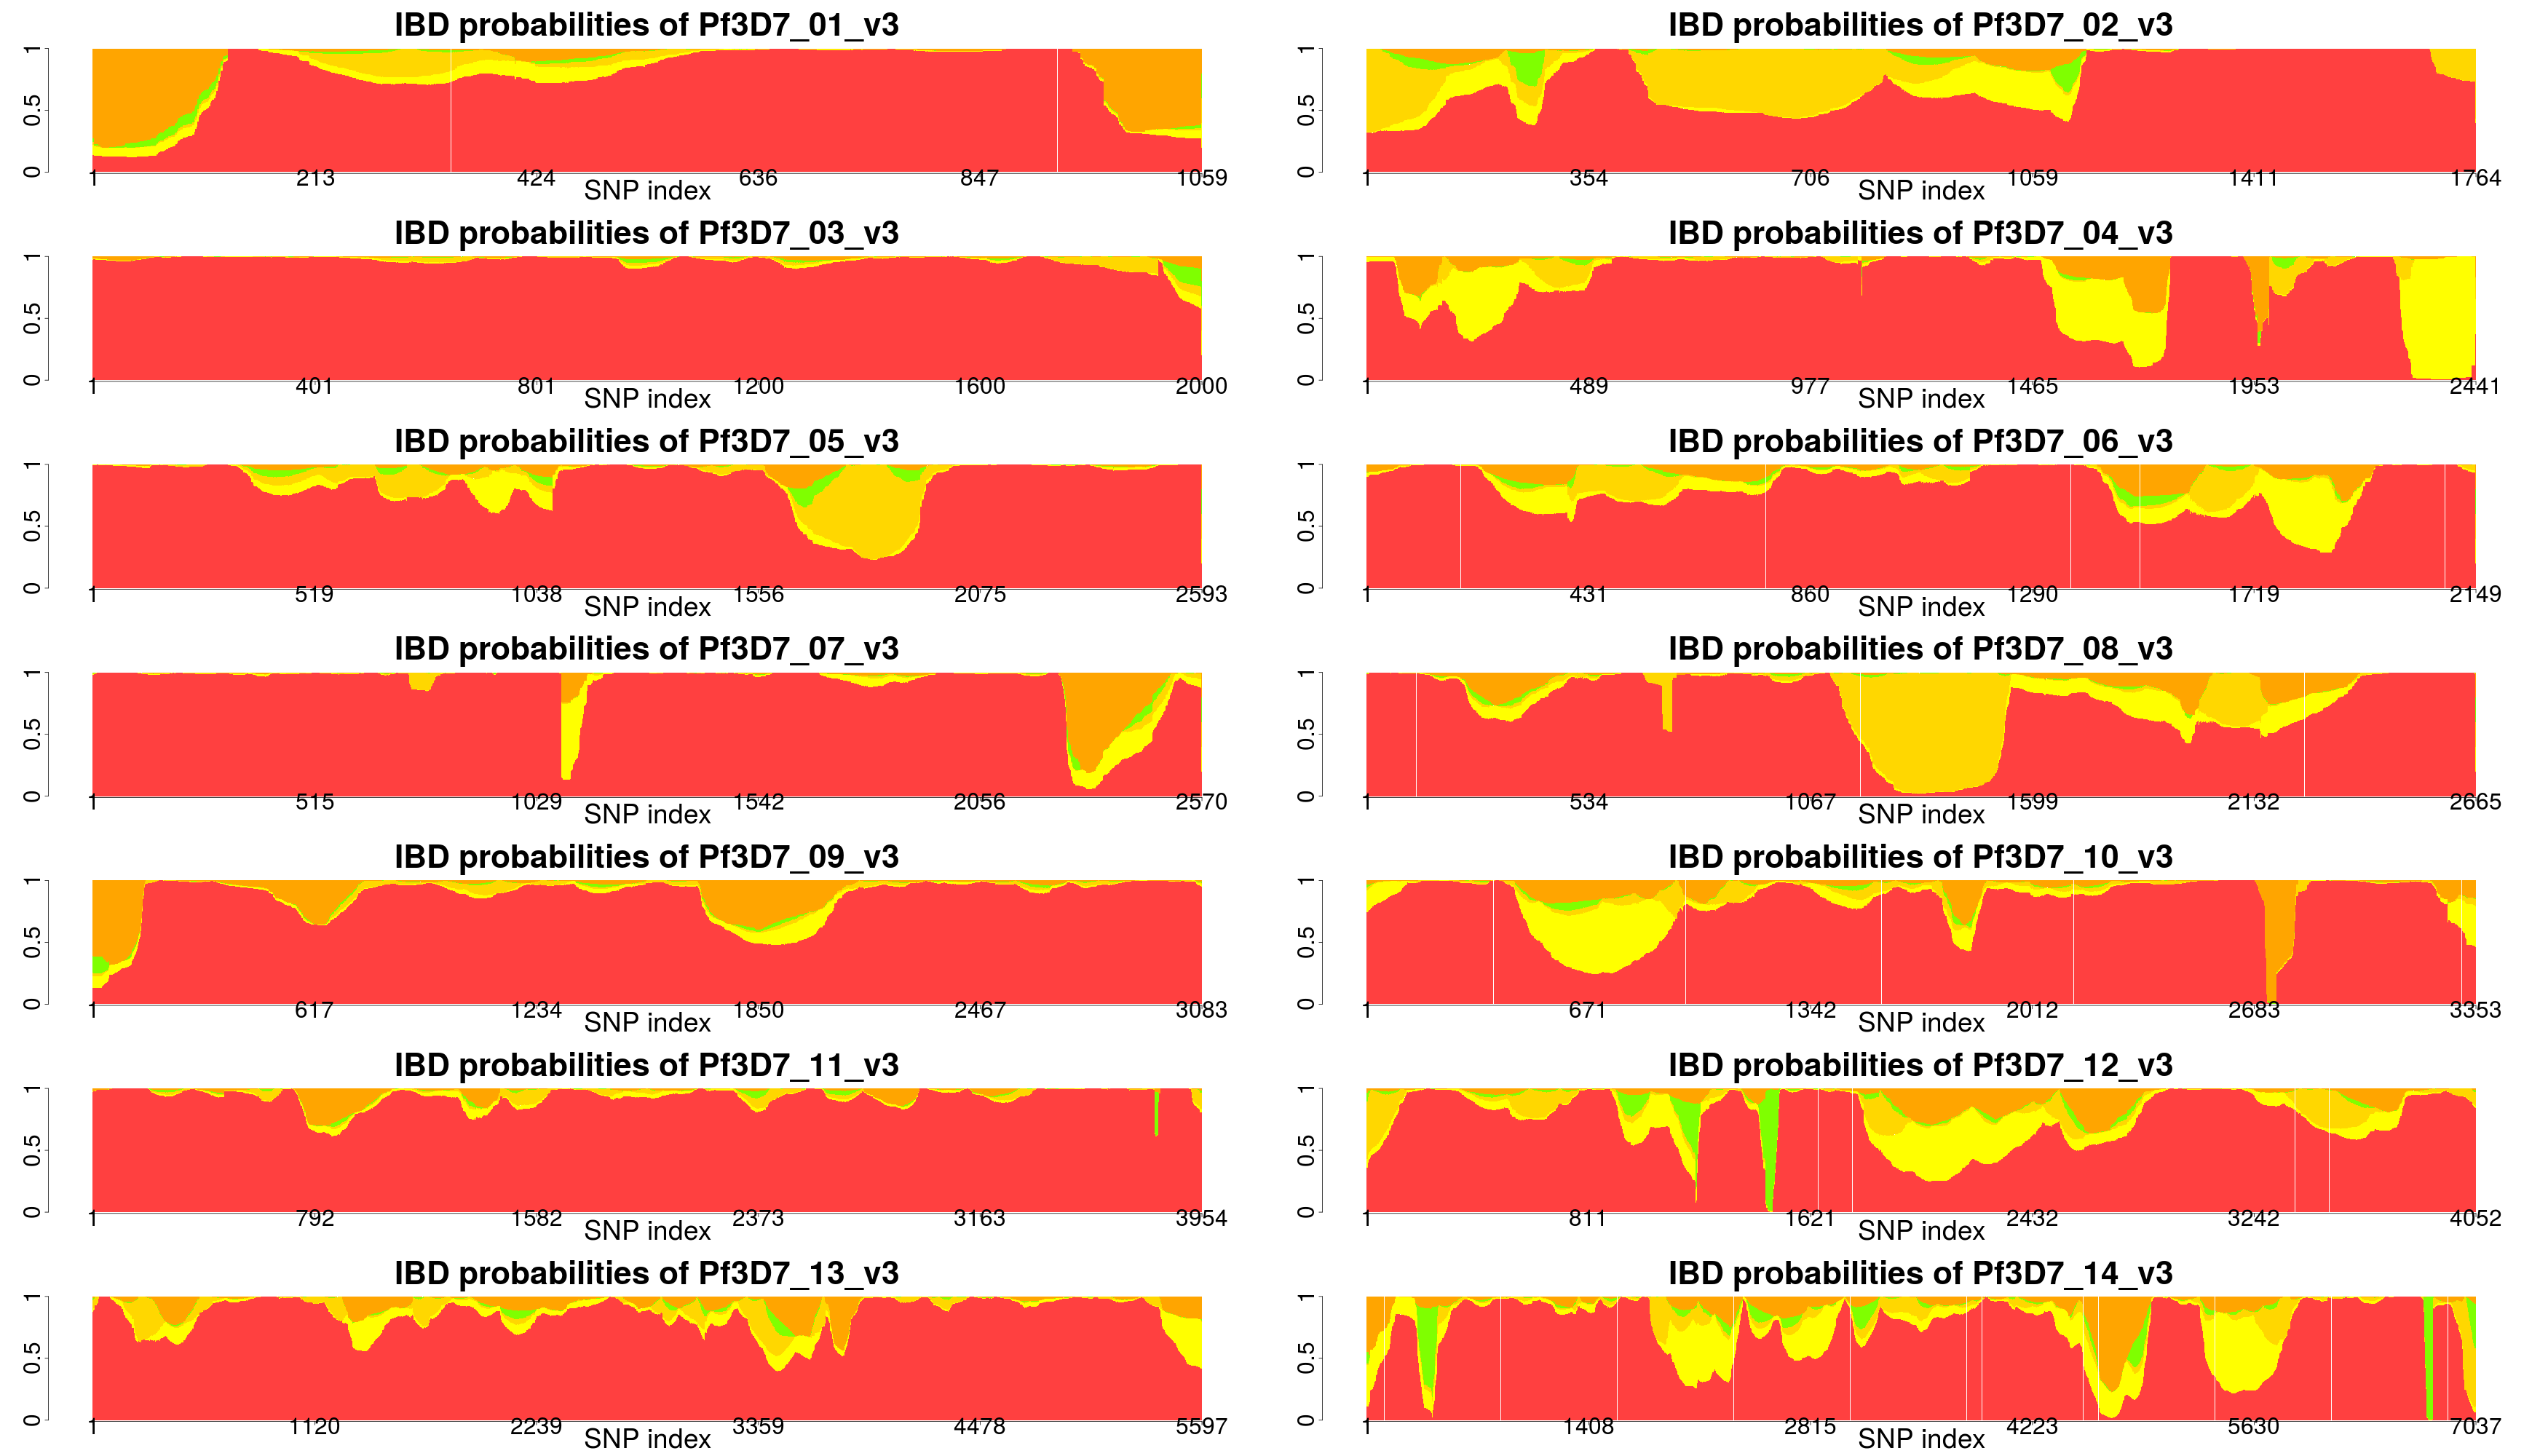 IBD probabilities of Pf3D7_01_v3
0 0.5 1
1 213 424 636 847 1059
SNP index
IBD probabilities of Pf3D7_02_v3
0 0.5 1
1 354 706 1059 1411 1764
SNP index
IBD probabilities of Pf3D7_03_v3
0 0.5 1
1 401 801 1200 1600 2000
SNP index
IBD probabilities of Pf3D7_04_v3
0 0.5 1
1 489 977 1465 1953 2441
SNP index
IBD probabilities of Pf3D7_05_v3
0 0.5 1
1 519 1038 1556 2075 2593
SNP index
IBD probabilities of Pf3D7_06_v3
0 0.5 1
1 431 860 1290 1719 2149
SNP index
IBD probabilities of Pf3D7_07_v3
0 0.5 1
1 515 1029 1542 2056 2570
SNP index
IBD probabilities of Pf3D7_08_v3
0 0.5 1
1 534 1067 1599 2132 2665
SNP index
IBD probabilities of Pf3D7_09_v3
0 0.5 1
1 617 1234 1850 2467 3083
SNP index
IBD probabilities of Pf3D7_10_v3
0 0.5 1
1 671 1342 2012 2683 3353
SNP index
IBD probabilities of Pf3D7_11_v3
0 0.5 1
1 792 1582 2373 3163 3954
SNP index
IBD probabilities of Pf3D7_12_v3
0 0.5 1
1 811 1621 2432 3242 4052
SNP index
IBD probabilities of Pf3D7_13_v3
0 0.5 1
1 1120 2239 3359 4478 5597
SNP index
IBD probabilities of Pf3D7_14_v3
0 0.5 1
1 1408 2815 4223 5630 7037
SNP index